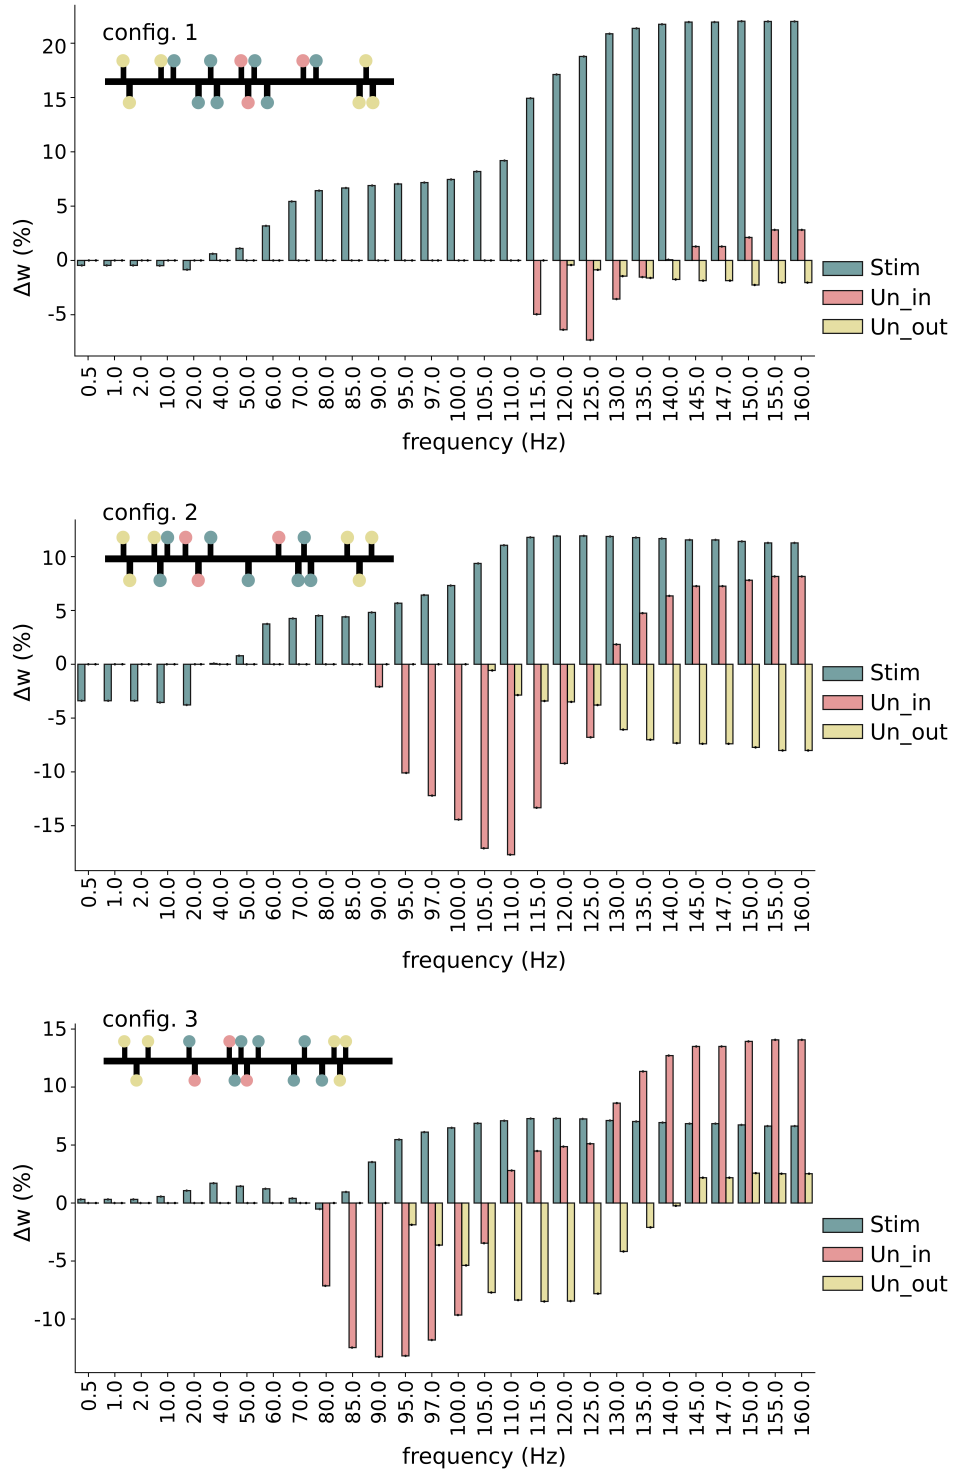 config. 1
20
15
10
5
0
-5
Δw (%)
0.5 1.0 2.0 10.0 20.0 40.0 50.0 60.0 70.0 80.0 85.0 90.0 95.0 97.0 100.0 105.0 110.0 115.0 120.0 125.0 130.0 135.0 140.0 145.0 147.0 150.0 155.0 160.0
frequency (Hz)
Stim
Un_in
Un_out
config. 2
10
5
0
-5
-10
-15
Δw (%)
0.5 1.0 2.0 10.0 20.0 40.0 50.0 60.0 70.0 80.0 85.0 90.0 95.0 97.0 100.0 105.0 110.0 115.0 120.0 125.0 130.0 135.0 140.0 145.0 147.0 150.0 155.0 160.0
frequency (Hz)
Stim
Un_in
Un_out
config. 3
15
10
5
0
-5
-10
Δw (%)
0.5 1.0 2.0 10.0 20.0 40.0 50.0 60.0 70.0 80.0 85.0 90.0 95.0 97.0 100.0 105.0 110.0 115.0 120.0 125.0 130.0 135.0 140.0 145.0 147.0 150.0 155.0 160.0
frequency (Hz)
Stim
Un_in
Un_out